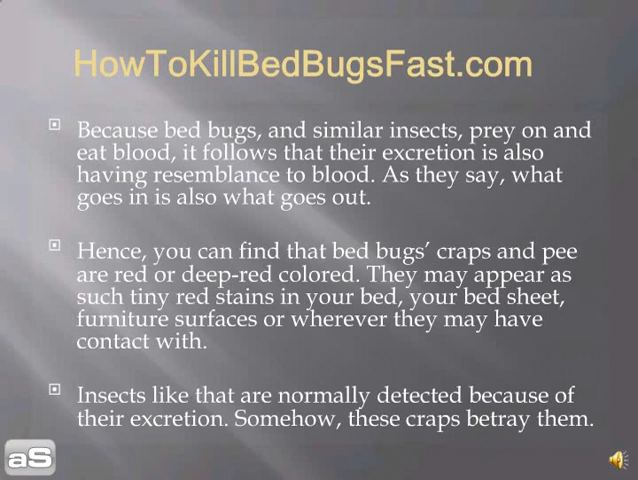 HowToKillBedBugsFast.com
Because bed bugs, and similar insects, prey on and
eat blood, it follows that their excretion is also
having resemblance to blood. As they say, what
goes in is also what goes out.
Hence, you can find that bed bugs’ craps and pee
are red or deep-red colored. They may appear as
such tiny red stains in your bed, your bed sheet,
furniture surfaces or wherever they may have
contact with.
Insects like that are normally detected because of
their excretion. Somehow, these craps betray them.
aS